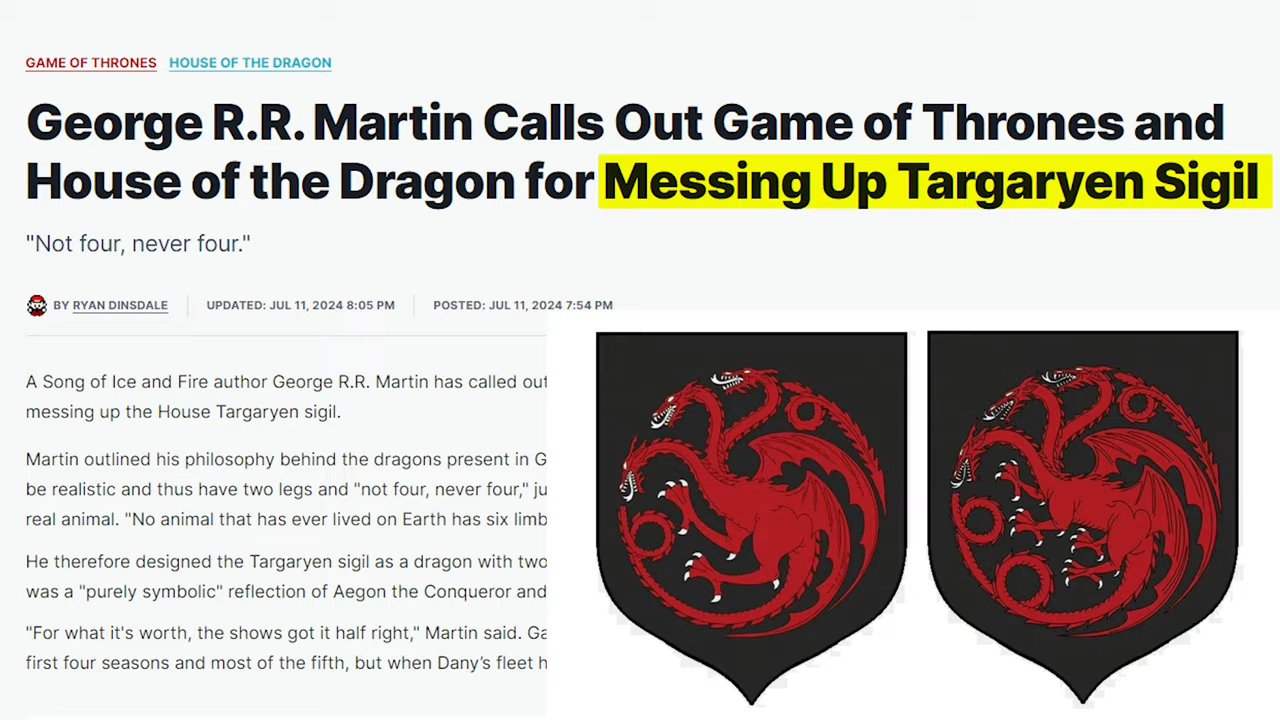 GAME OF THRONES HOUSE OF THE DRAGON
George R.R. Martin Calls Out Game of Thrones and
House of the Dragon for Messing Up Targaryen Sigil
"Not four, never four."
BY RYAN DINSDALE UPDATED: JUL 11, 2024 8:05 PM POSTED: JUL 11, 2024 7:54 PM
A Song of Ice and Fire author George R.R. Martin has called out
messing up the House Targaryen sigil.
Martin outlined his philosophy behind the dragons present in G
be realistic and thus have two legs and "not four, never four," ju
real animal. "No animal that has ever lived on Earth has six limb
He therefore designed the Targaryen sigil as a dragon with two
was a "purely symbolic" reflection of Aegon the Conqueror and
"For what it's worth, the shows got it half right," Martin said. Ga
first four seasons and most of the fifth, but when Dany’s fleet h